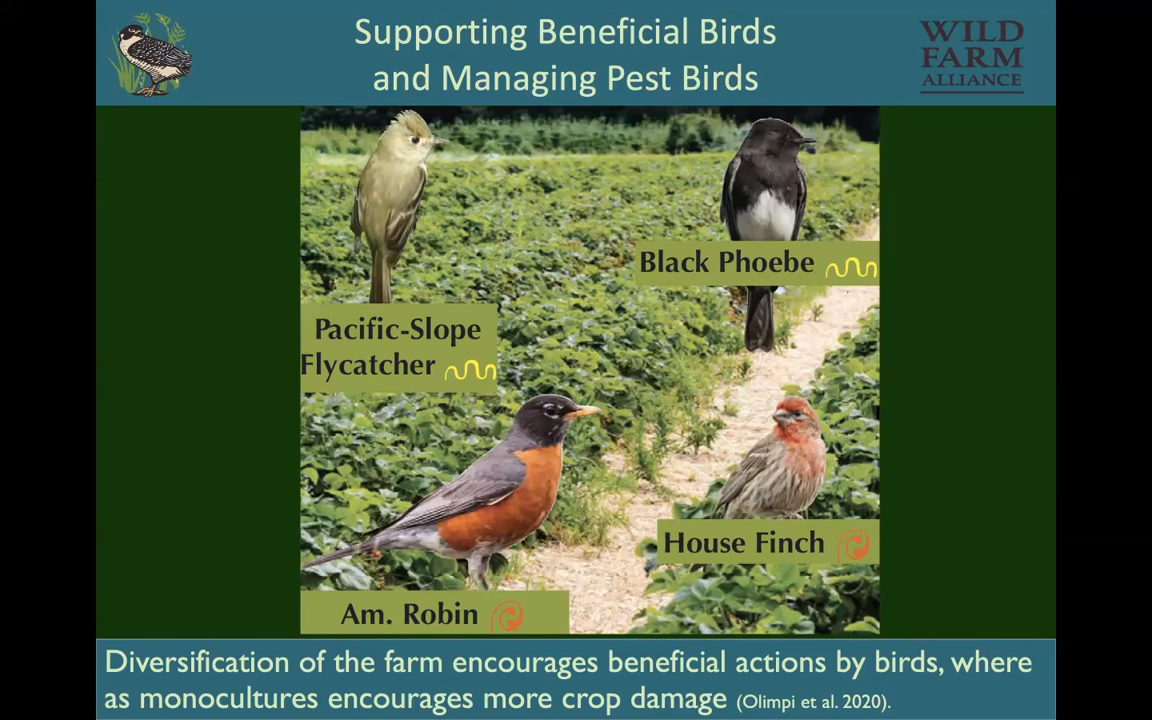 Supporting Beneficial Birds
and Managing Pest Birds
WILD
FARM
ALLIANCE
Black Phoebe
Pacific-Slope
Flycatcher
House Finch
Am. Robin
Diversification of the farm encourages beneficial actions by birds, where
as monocultures encourages more crop damage (Olimpi et al. 2020).